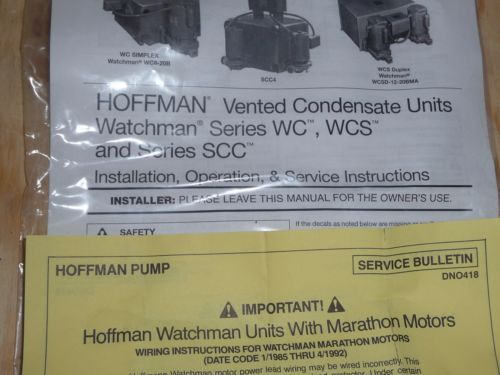 WC SIMPLEX
Watchman® WC8-20B
SCC4
WCS Duplex
Watchman®
WCSD-12-20BMA
HOFFMAN® Vented Condensate Units
Watchman® Series WC™, WCS™
and Series SCC™
Installation, Operation, & Service Instructions
INSTALLER: PLEASE LEAVE THIS MANUAL FOR THE OWNER'S USE.
SAFETY
If the decals as noted below are missing or
HOFFMAN PUMP
SERVICE BULLETIN
DNO418
IMPORTANT!
Hoffman Watchman Units With Marathon Motors
WIRING INSTRUCTIONS FOR WATCHMAN MARATHON MOTORS
(DATE CODE 1/1985 THRU 4/1992)
Hoffmann Watchman motor power lead wiring may be wired incorrectly. This
Under certain